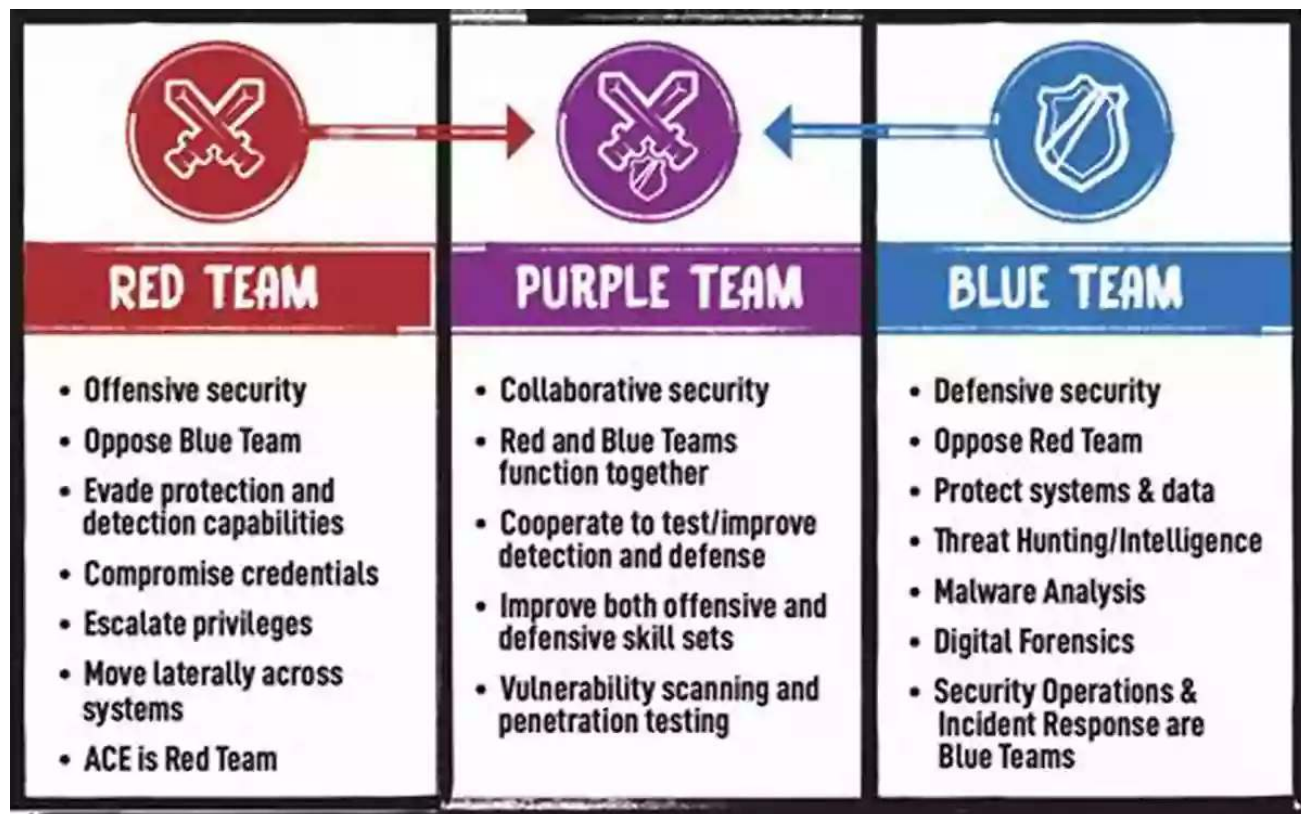 RED TEAM
• Offensive security
• Oppose Blue Team
• Evade protection and
detection capabilities
• Compromise credentials
• Escalate privileges
• Move laterally across
systems
• ACE is Red Team
PURPLE TEAM
• Collaborative security
• Red and Blue Teams
function together
• Cooperate to test/improve
detection and defense
• Improve both offensive and
defensive skill sets
• Vulnerability scanning and
penetration testing
BLUE TEAM
• Defensive security
• Oppose Red Team
• Protect systems & data
• Threat Hunting/Intelligence
• Malware Analysis
• Digital Forensics
• Security Operations &
Incident Response are
Blue Teams